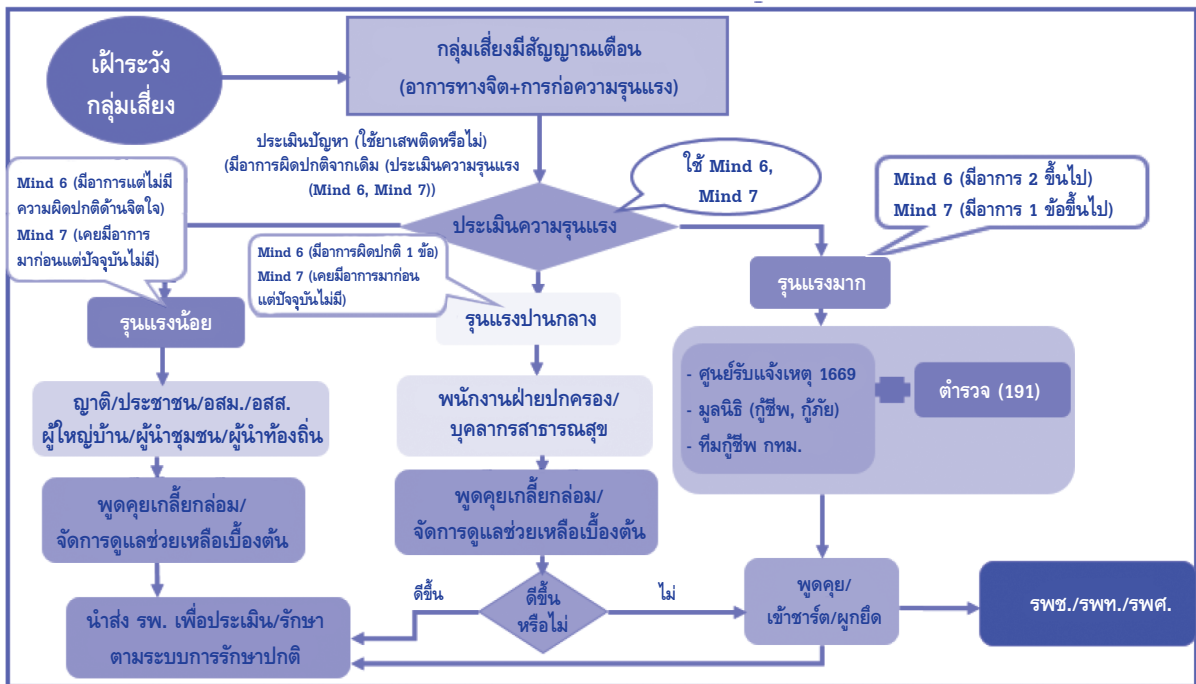 เฝ้าระวัง
กลุ่มเสี่ยง
กลุ่มเสี่ยงมีสัญญาณเตือน
(อาการทางจิต+การก่อความรุนแรง)
ประเมินปัญหา (ใช้ยาเสพติดหรือไม่)
(มีอาการผิดปกติจากเดิม (ประเมินความรุนแรง
(Mind 6, Mind 7))
ใช้ Mind 6,
Mind 7
Mind 6 (มีอาการ 2 ขึ้นไป)
Mind 7 (มีอาการ 1 ข้อขึ้นไป)
Mind 6 (มีอาการแต่ไม่มี
ความผิดปกติด้านจิตใจ)
Mind 7 (เคยมีอาการ
มาก่อนแต่ปัจจุบันไม่มี)
ประเมินความรุนแรง
Mind 6 (มีอาการผิดปกติ 1 ข้อ)
Mind 7 (เคยมีอาการมาก่อน
แต่ปัจจุบันไม่มี)
รุนแรงน้อย
รุนแรงปานกลาง
รุนแรงมาก
ญาติ/ประชาชน/อสม./อสส.
ผู้ใหญ่บ้าน/ผู้นำชุมชน/ผู้นำท้องถิ่น
พนักงานฝ่ายปกครอง/
บุคลากรสาธารณสุข
- ศูนย์รับแจ้งเหตุ 1669
- มูลนิธิ (กู้ชีพ, กู้ภัย)
- ทีมกู้ชีพ กทม.
ตำรวจ (191)
พูดคุยเกลี้ยกล่อม/
จัดการดูแลช่วยเหลือเบื้องต้น
พูดคุยเกลี้ยกล่อม/
จัดการดูแลช่วยเหลือเบื้องต้น
ดีขึ้น
ดีขึ้น
หรือไม่
ไม่
นำส่ง รพ. เพื่อประเมิน/รักษา
ตามระบบการรักษาปกติ
พูดคุย/
เข้าชาร์ต/ผูกยึด
รพช./รพท./รพศ.